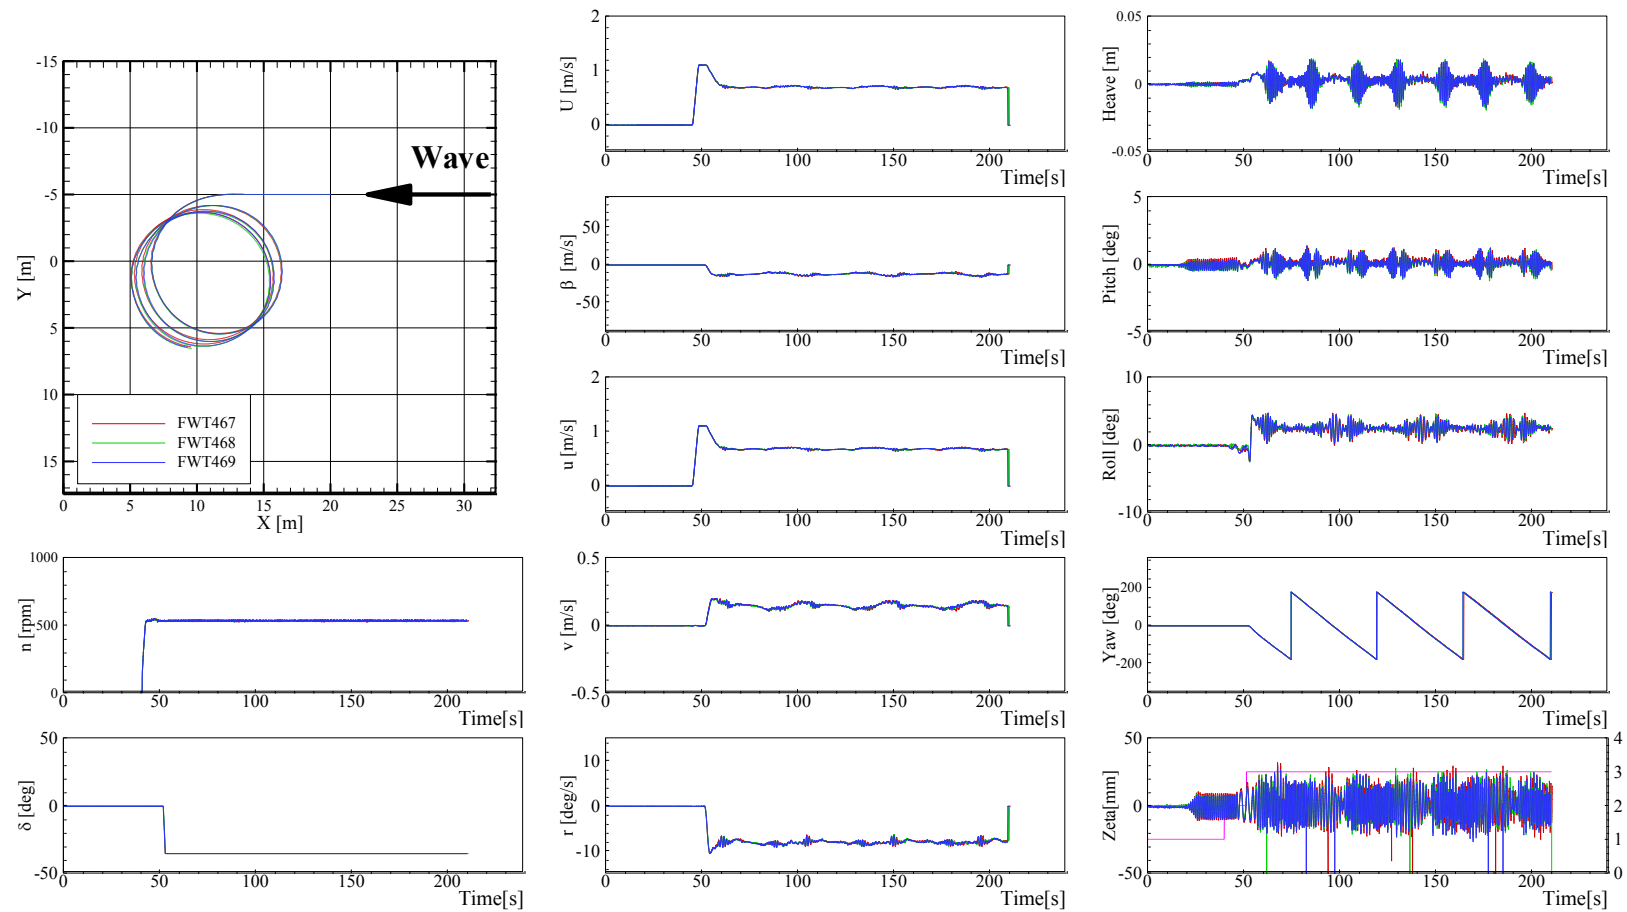 -15
-10
-5
0
5
10
15
Y [m]
0 5 10 15 20 25 30
X [m]
Wave
FWT467
FWT468
FWT469
1000
500
0
n [rpm]
0 50 100 150 200
Time[s]
50
0
-50
δ [deg]
0 50 100 150 200
Time[s]
2
1
0
U [m/s]
0 50 100 150 200
Time[s]
50
0
-50
β [m/s]
0 50 100 150 200
Time[s]
2
1
0
u [m/s]
0 50 100 150 200
Time[s]
0.5
0
-0.5
v [m/s]
0 50 100 150 200
Time[s]
10
0
-10
r [deg/s]
0 50 100 150 200
Time[s]
0.05
0
-0.05
Heave [m]
0 50 100 150 200
Time[s]
5
0
-5
Pitch [deg]
0 50 100 150 200
Time[s]
10
0
-10
Roll [deg]
0 50 100 150 200
Time[s]
200
0
-200
Yaw [deg]
0 50 100 150 200
Time[s]
50
0
-50
Zeta[mm]
4
3
2
1
0
0 50 100 150 200
Time[s]